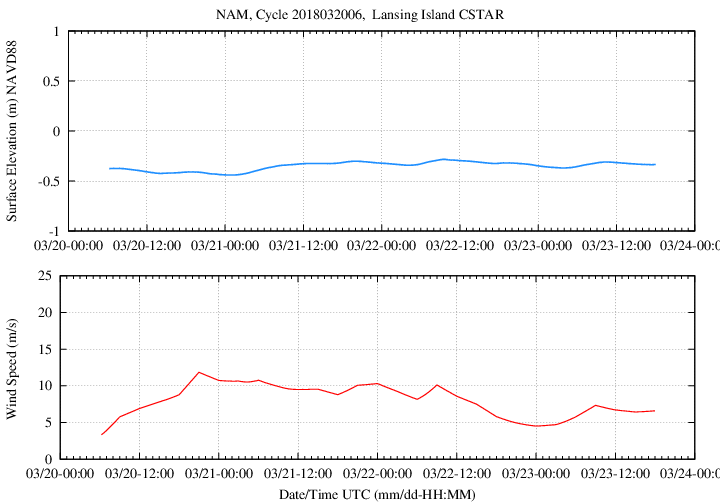 NAM, Cycle 2018032006,  Lansing Island CSTAR
Surface Elevation (m) NAVD88
1
0.5
0
-0.5
-1
03/20-00:00 03/20-12:00 03/21-00:00 03/21-12:00 03/22-00:00 03/22-12:00 03/23-00:00 03/23-12:00 03/24-00:0
Wind Speed (m/s)
25
20
15
10
5
0
03/20-00:00 03/20-12:00 03/21-00:00 03/21-12:00 03/22-00:00 03/22-12:00 03/23-00:00 03/23-12:00 03/24-00:0
Date/Time UTC (mm/dd-HH:MM)